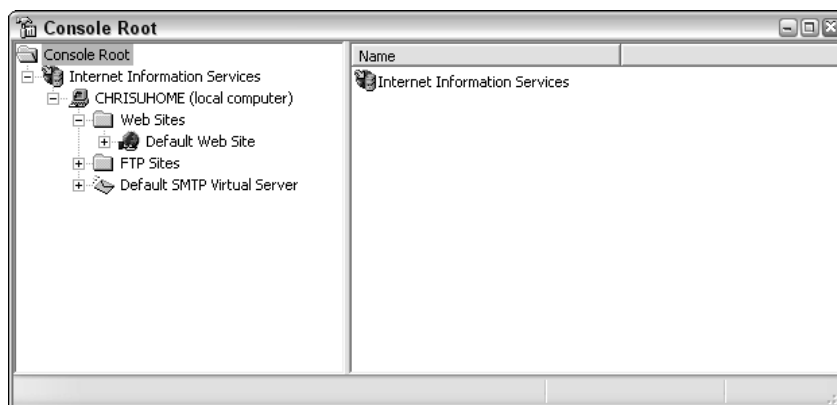 Console Root
Console Root
Internet Information Services
CHRISUHOME (local computer)
Web Sites
Default Web Site
FTP Sites
Default SMTP Virtual Server
Name
Internet Information Services